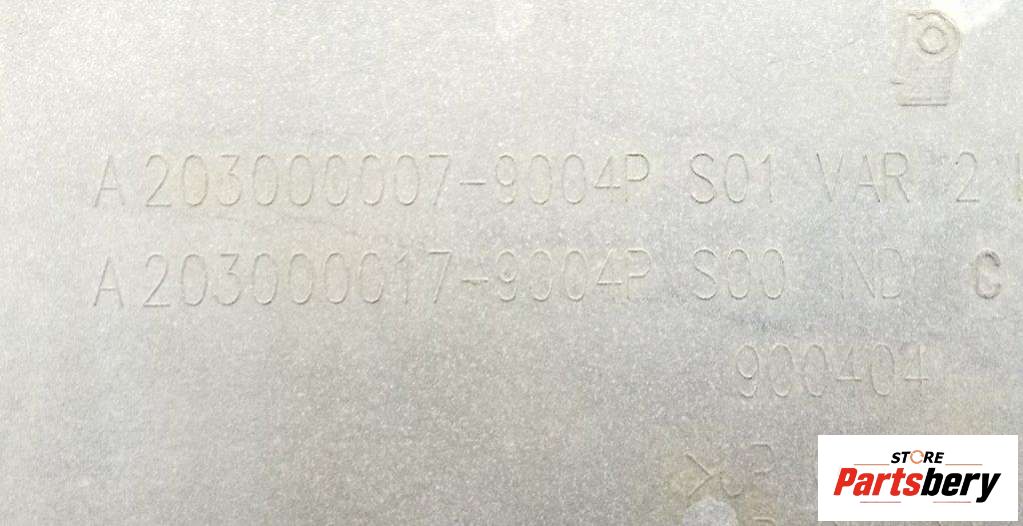 A 203000007-9004P S01 VAR 2
A 203000017-9004P S00 IND C
900404
STORE
Partsbery